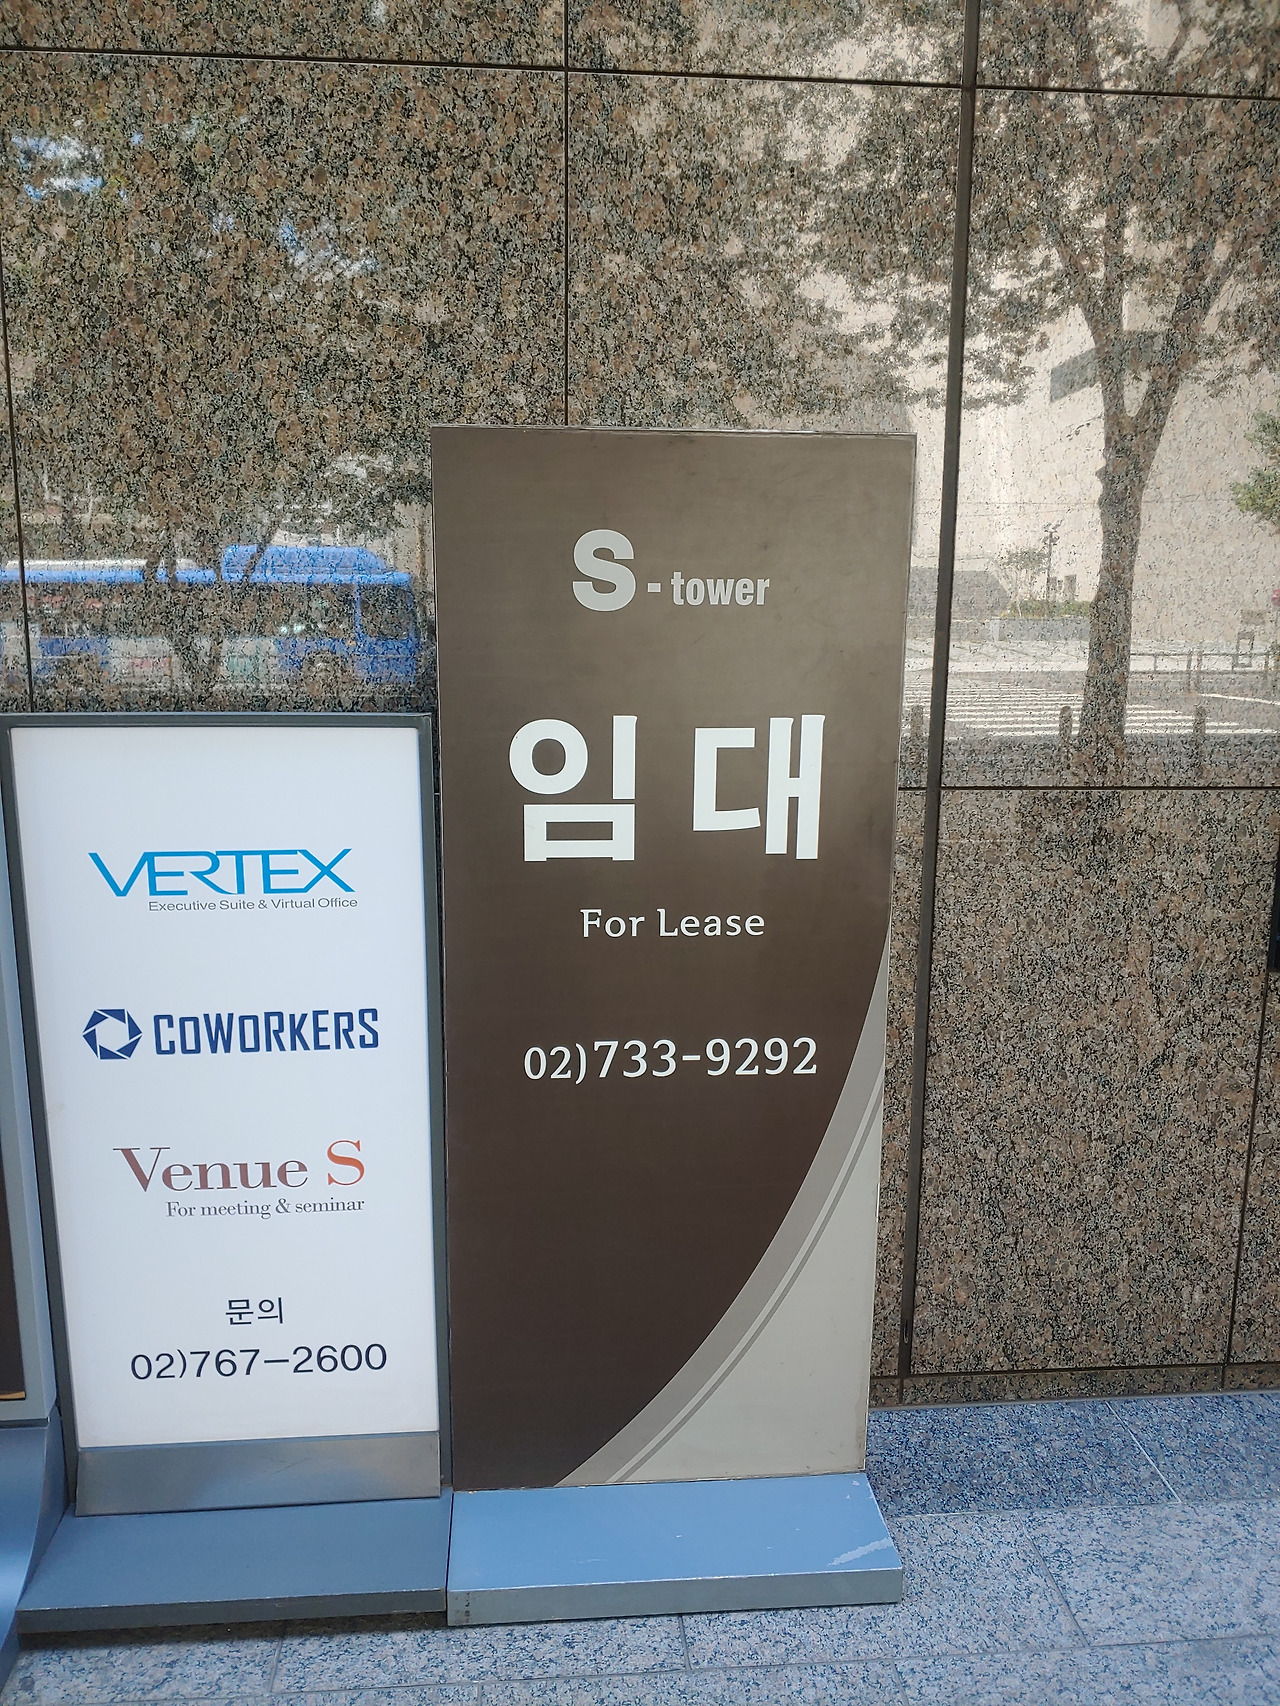 VERTEX
Executive Suite & Virtual Office
COWORKERS
Venue S
For meeting & seminar
문의
02)767-2600
S - tower
임대
For Lease
02)733-9292